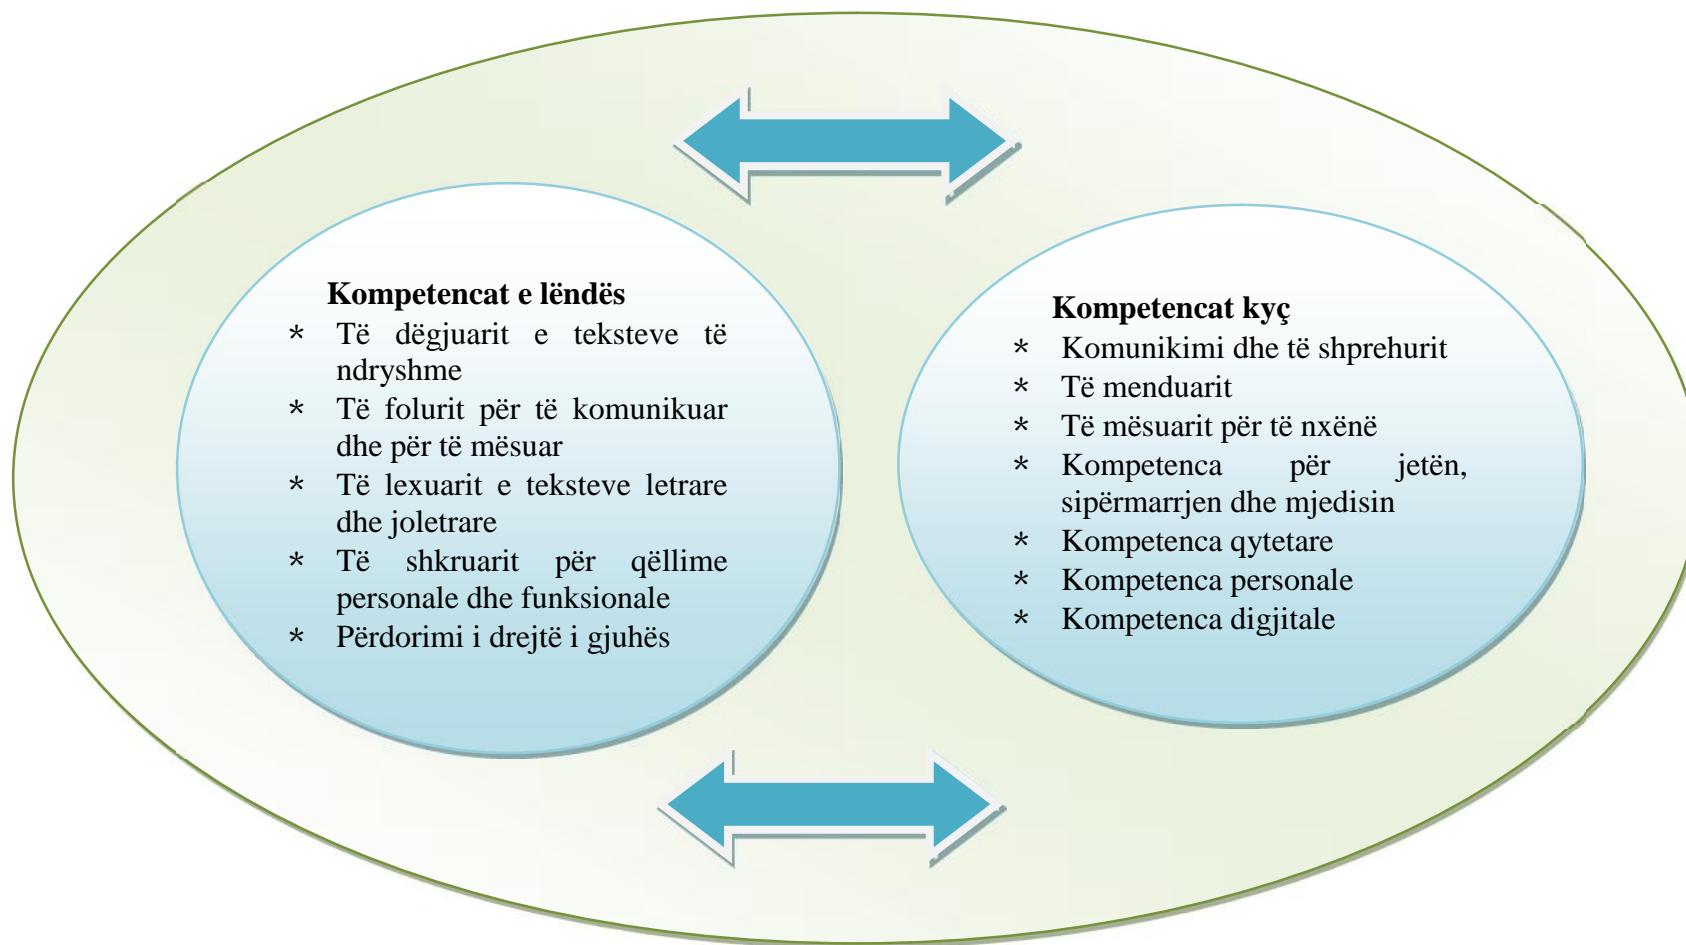 Kompetencat e lëndës
* Të dëgjuarit e teksteve të
ndryshme
* Të folurit për të komunikuar
dhe për të mësuar
* Të lexuarit e teksteve letrare
dhe joletrare
* Të shkruarit për qëllime
personale dhe funksionale
* Përdorimi i drejtë i gjuhës
Kompetencat kyç
* Komunikimi dhe të shprehurit
* Të menduarit
* Të mësuarit për të nxënë
* Kompetenca për jetën,
sipërmarrjen dhe mjedisin
* Kompetenca qytetare
* Kompetenca personale
* Kompetenca digjitale